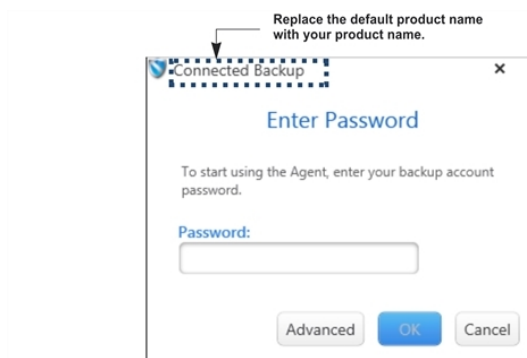 Replace the default product name
with your product name.
Connected Backup
Enter Password
To start using the Agent, enter your backup account
password.
Password:
Advanced
OK
Cancel